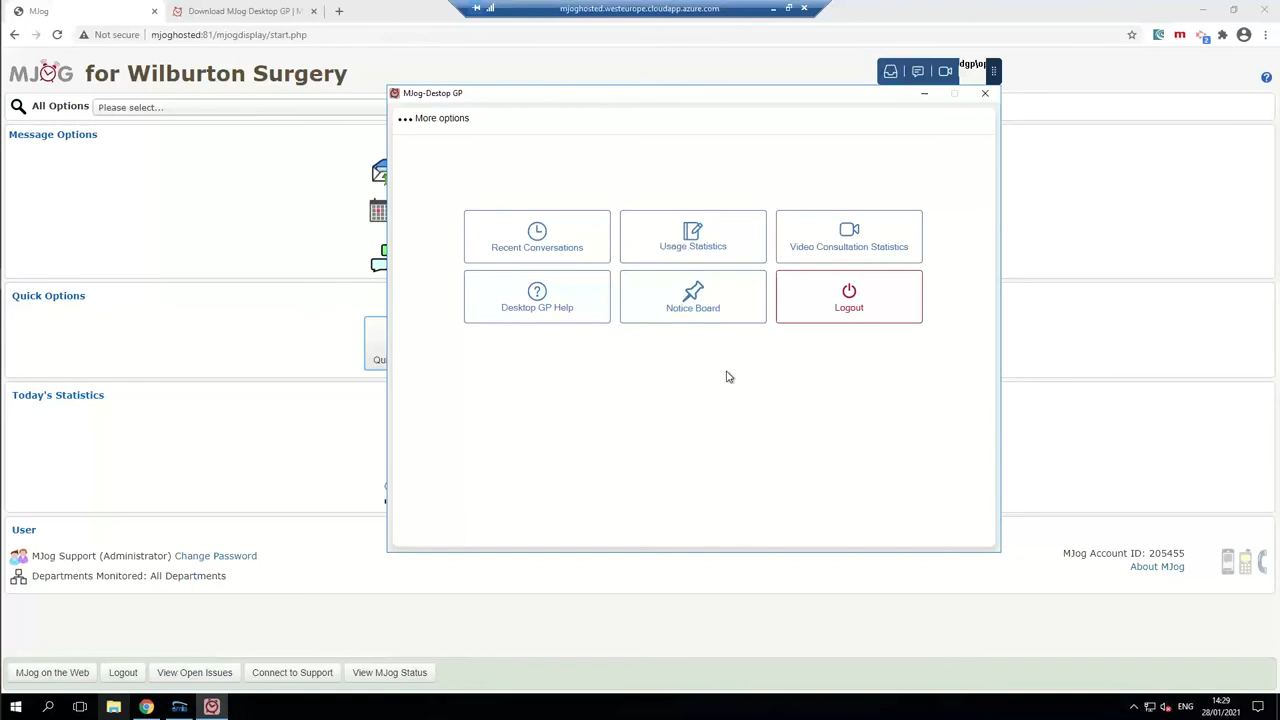 MJog
Download MJog Desktop GP | M
mjoghosted.westeurope.cloudapp.azure.com
Not secure
mjoghosted:81/mjogdisplay/start.php
m
2
MJOG for Wilburton Surgery
dgp\op
All Options
Please select...
MJog-Destop GP
More options
Message Options
Recent Conversations
Usage Statistics
Video Consultation Statistics
Desktop GP Help
Notice Board
Logout
Quick Options
Qu
Today's Statistics
User
MJog Support (Administrator) Change Password
Departments Monitored: All Departments
MJog Account ID: 205455
About MJog
MJog on the Web
Logout
View Open Issues
Connect to Support
View MJog Status
ENG
14:29
28/01/2021